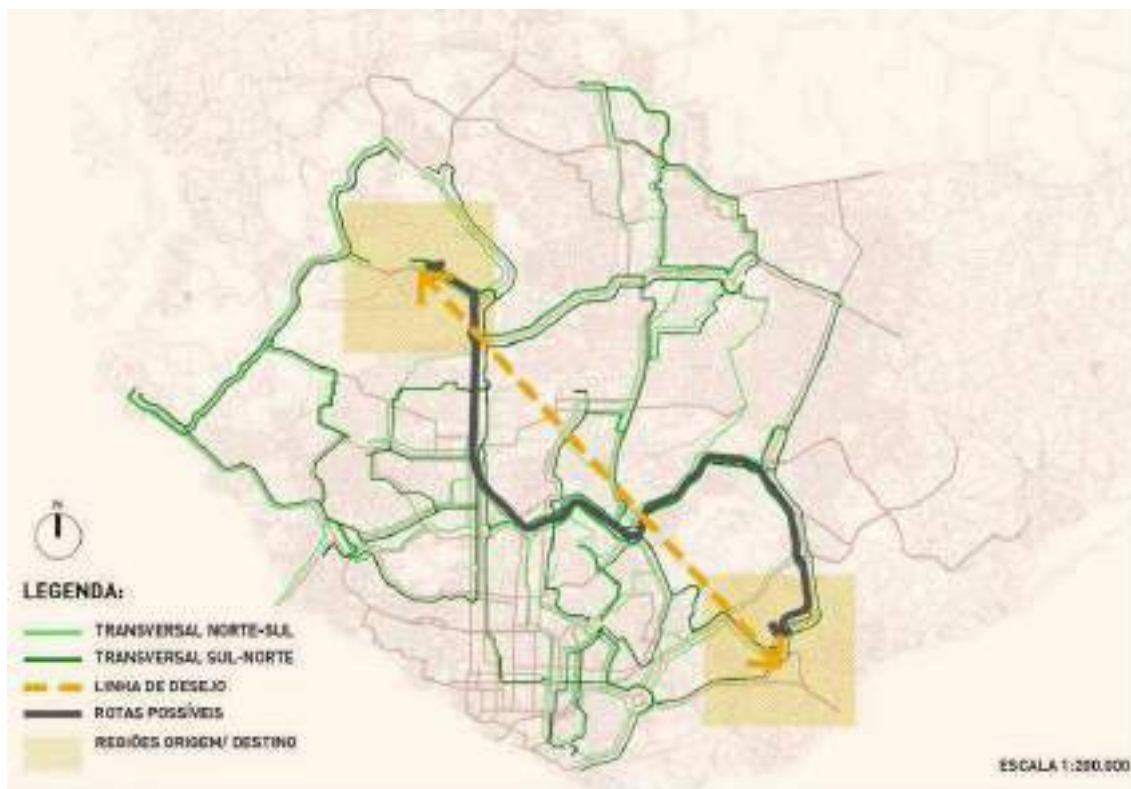 N
LEGENDA:
TRANSVERSAL NORTE-SUL
TRANSVERSAL SUL-NORTE
LINHA DE DESEJO
ROTAS POSSÍVEIS
REGIÕES ORIGEM/ DESTINO
ESCALA 1:200.000